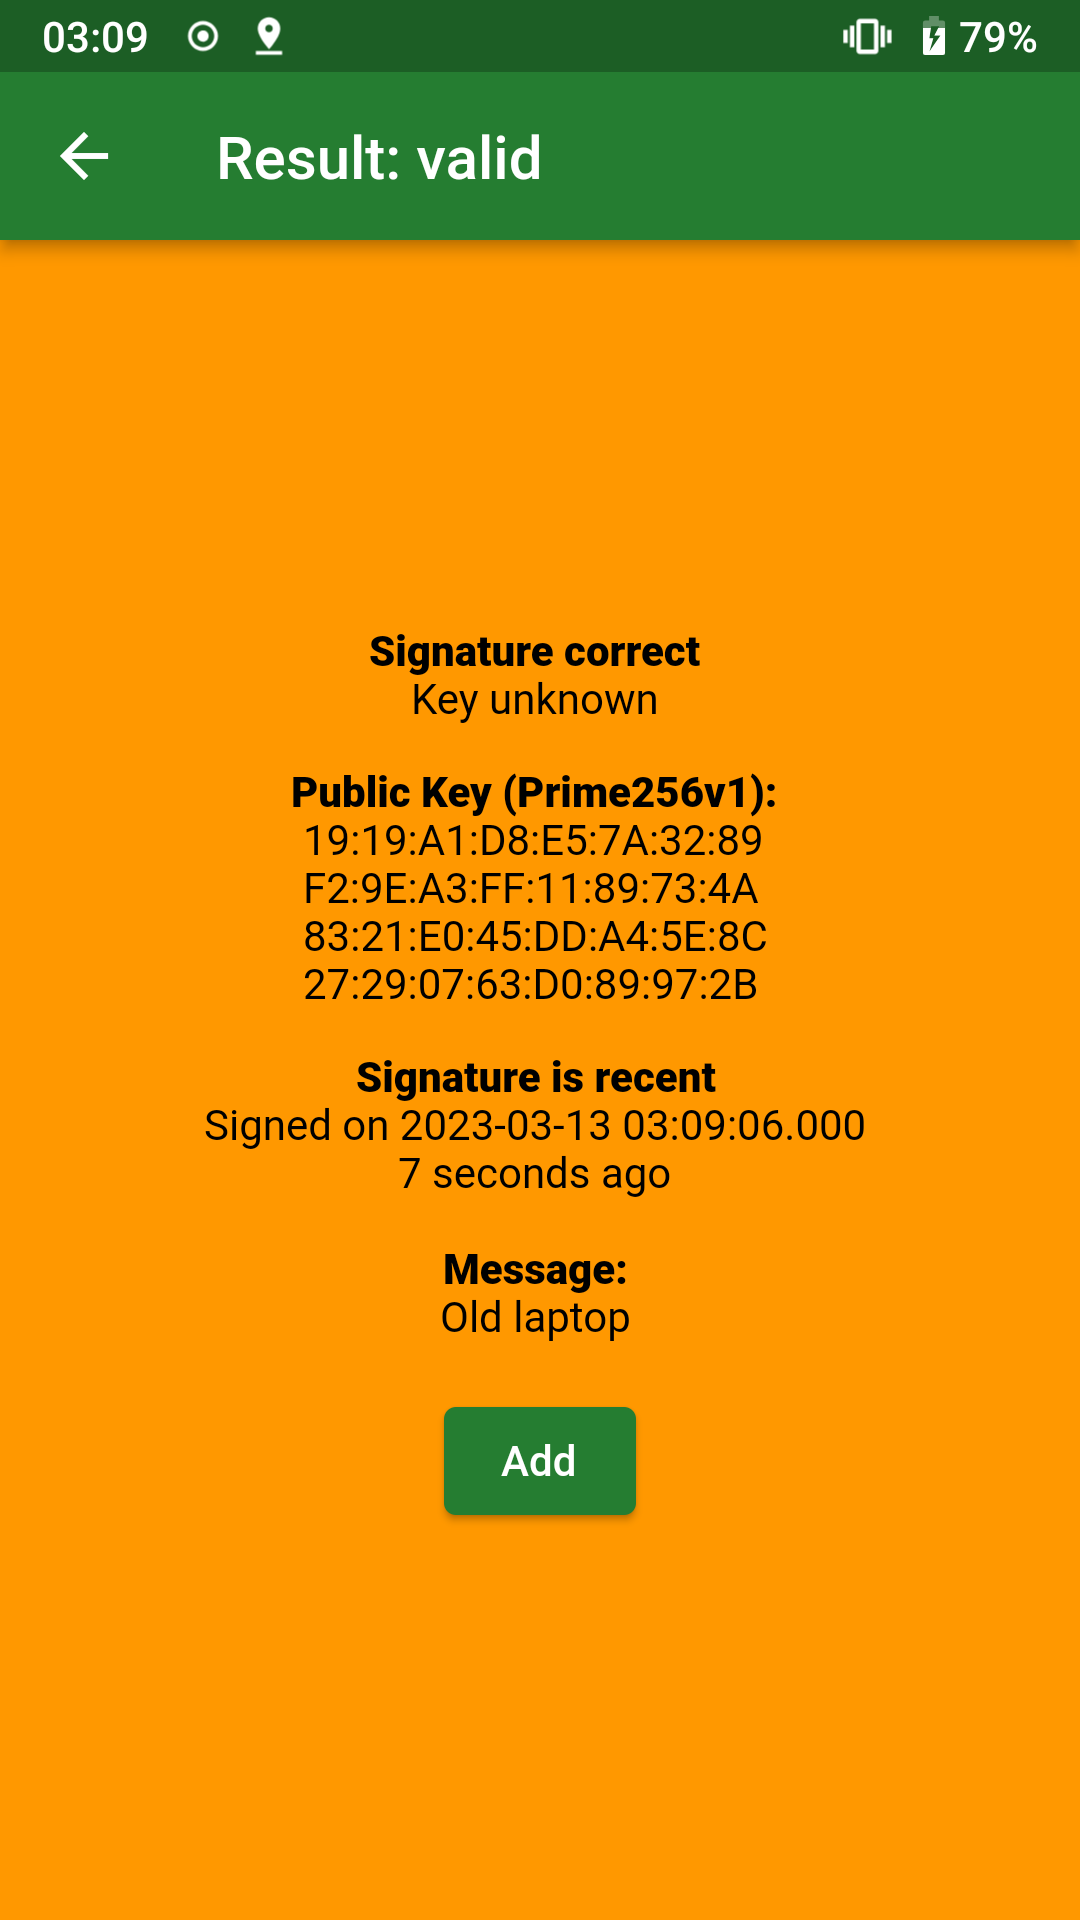 03:09
79%
Result: valid
Signature correct
Key unknown
Public Key (Prime256v1):
19:19:A1:D8:E5:7A:32:89
F2:9E:A3:FF:11:89:73:4A
83:21:E0:45:DD:A4:5E:8C
27:29:07:63:D0:89:97:2B
Signature is recent
Signed on 2023-03-13 03:09:06.000
7 seconds ago
Message:
Old laptop
Add